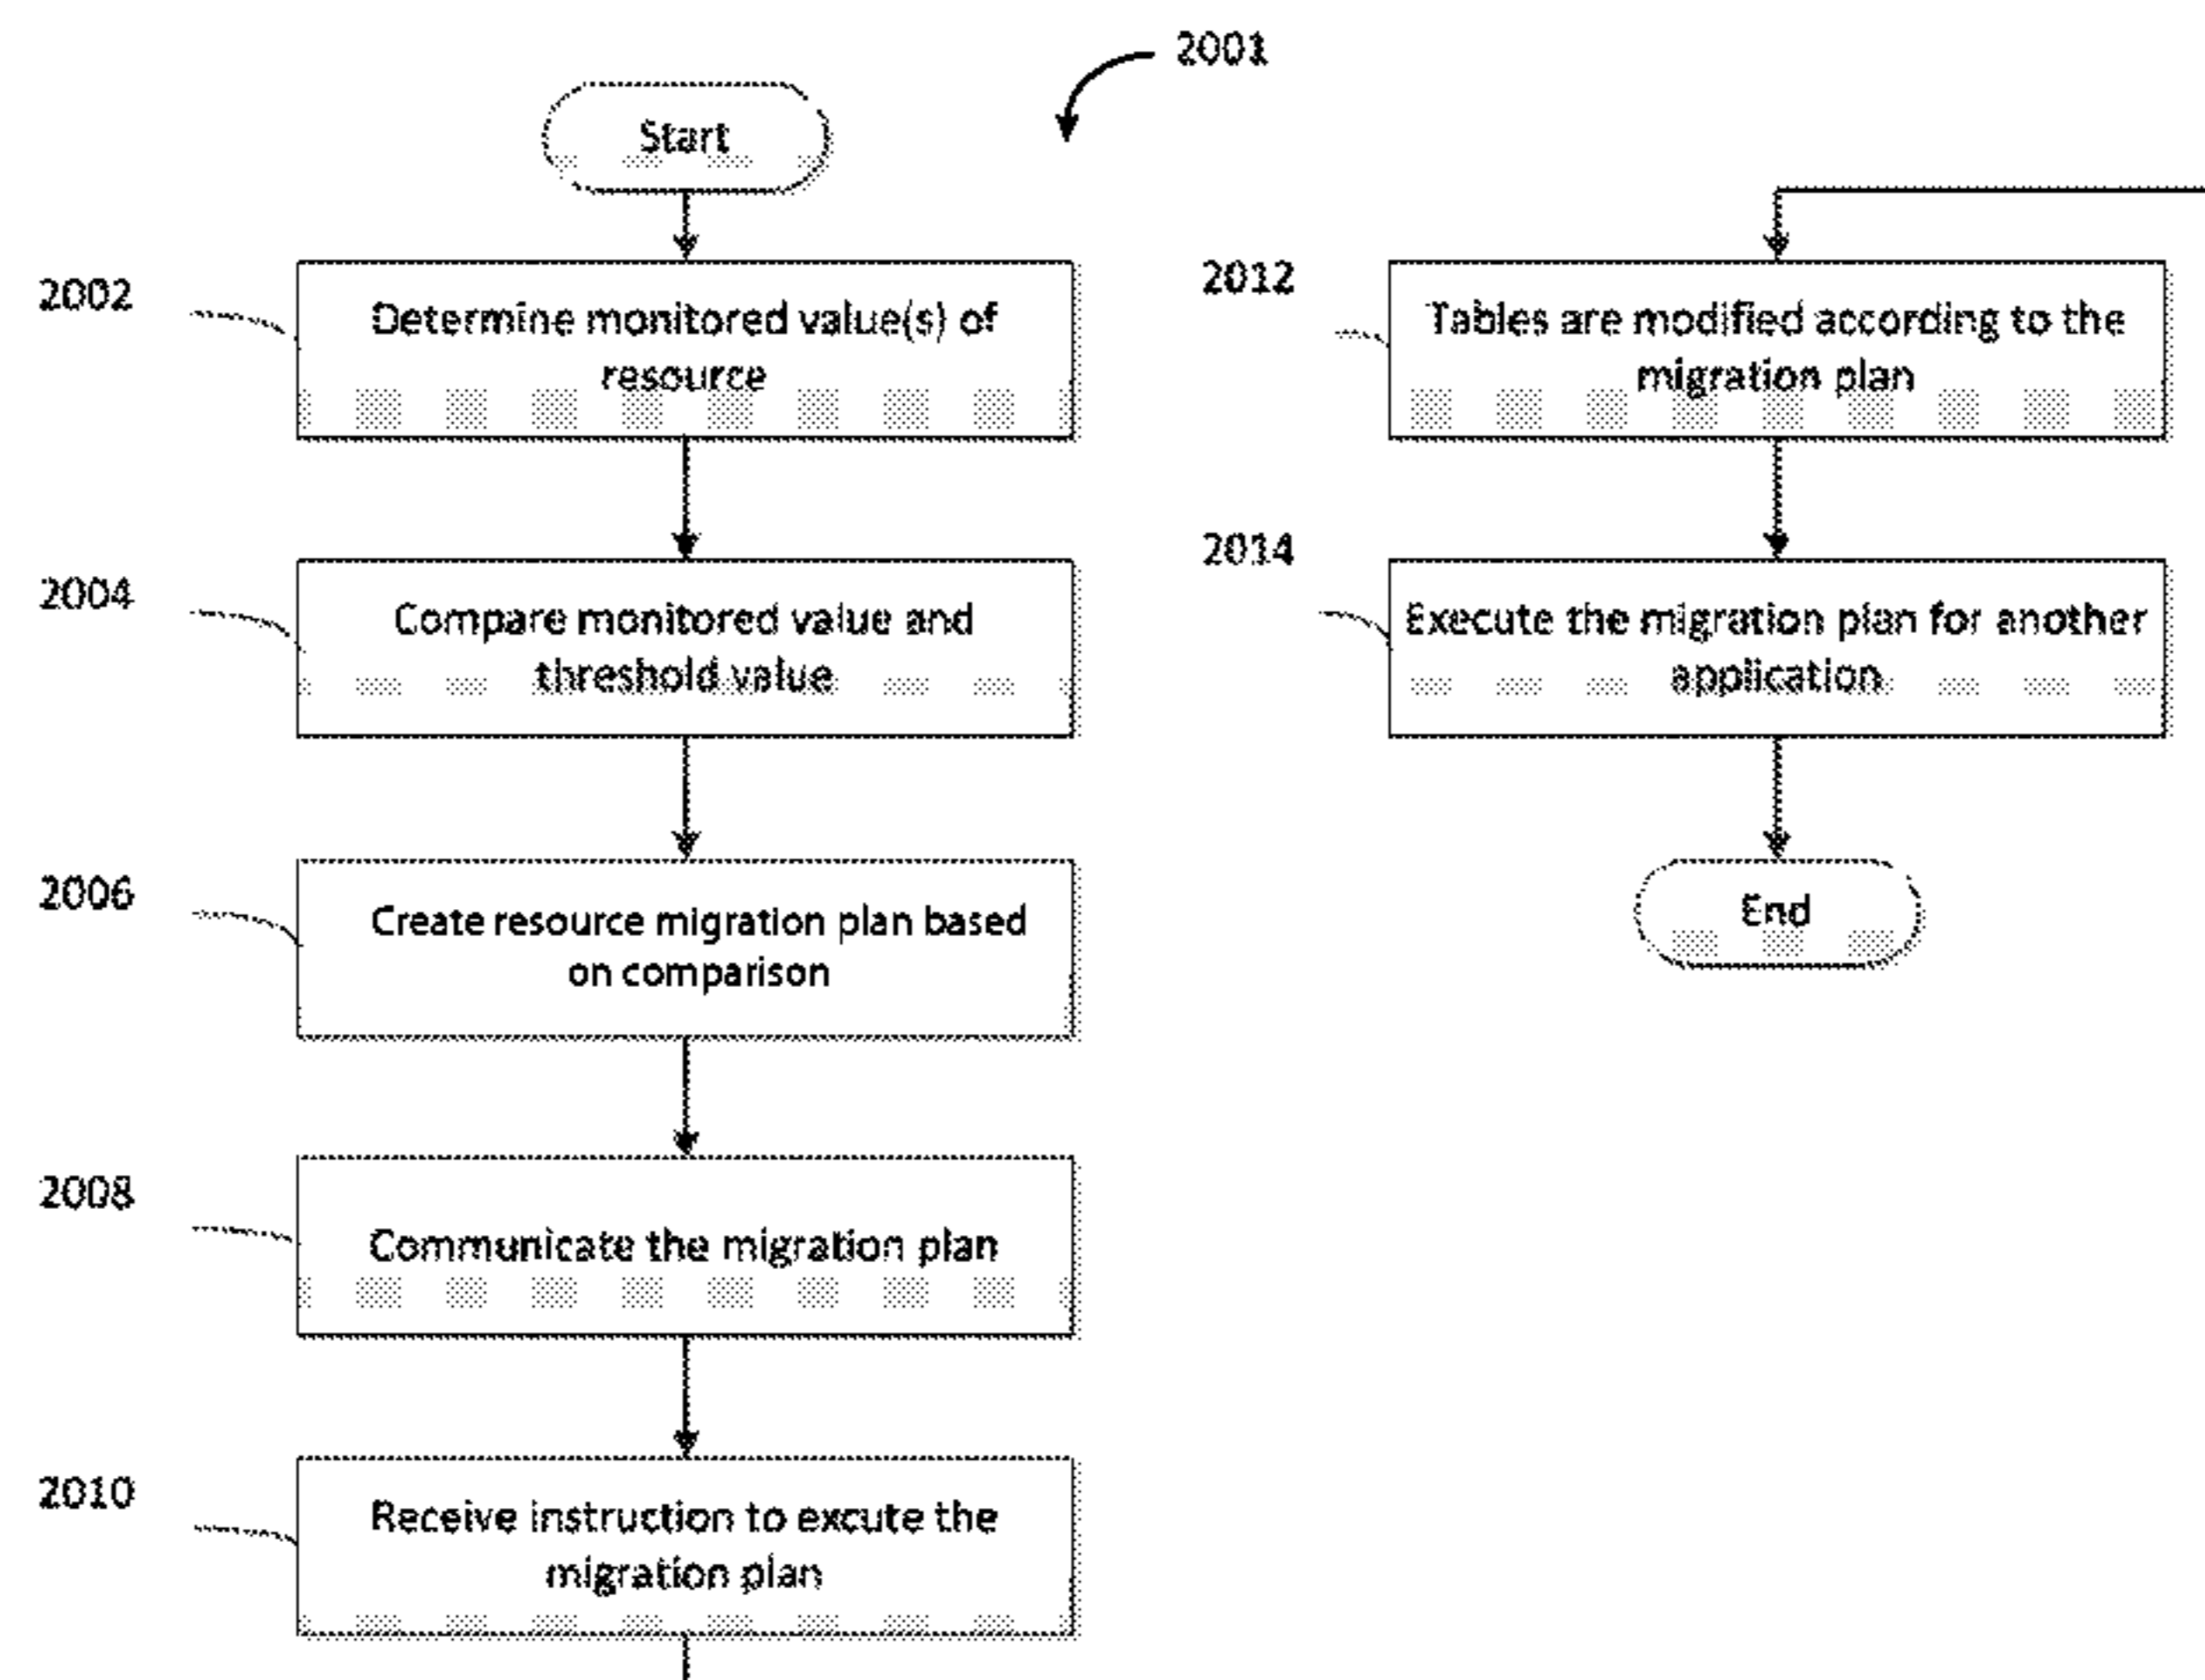 2001
Start
2002
Determine monitored value(s) of
resource
2004
Compare monitored value and
threshold value
2006
Create resource migration plan based
on comparison
2008
Communicate the migration plan
2010
Receive instruction to excute the
migration plan
2012
Tables are modified according to the
migration plan
2014
Execute the migration plan for another
application
End